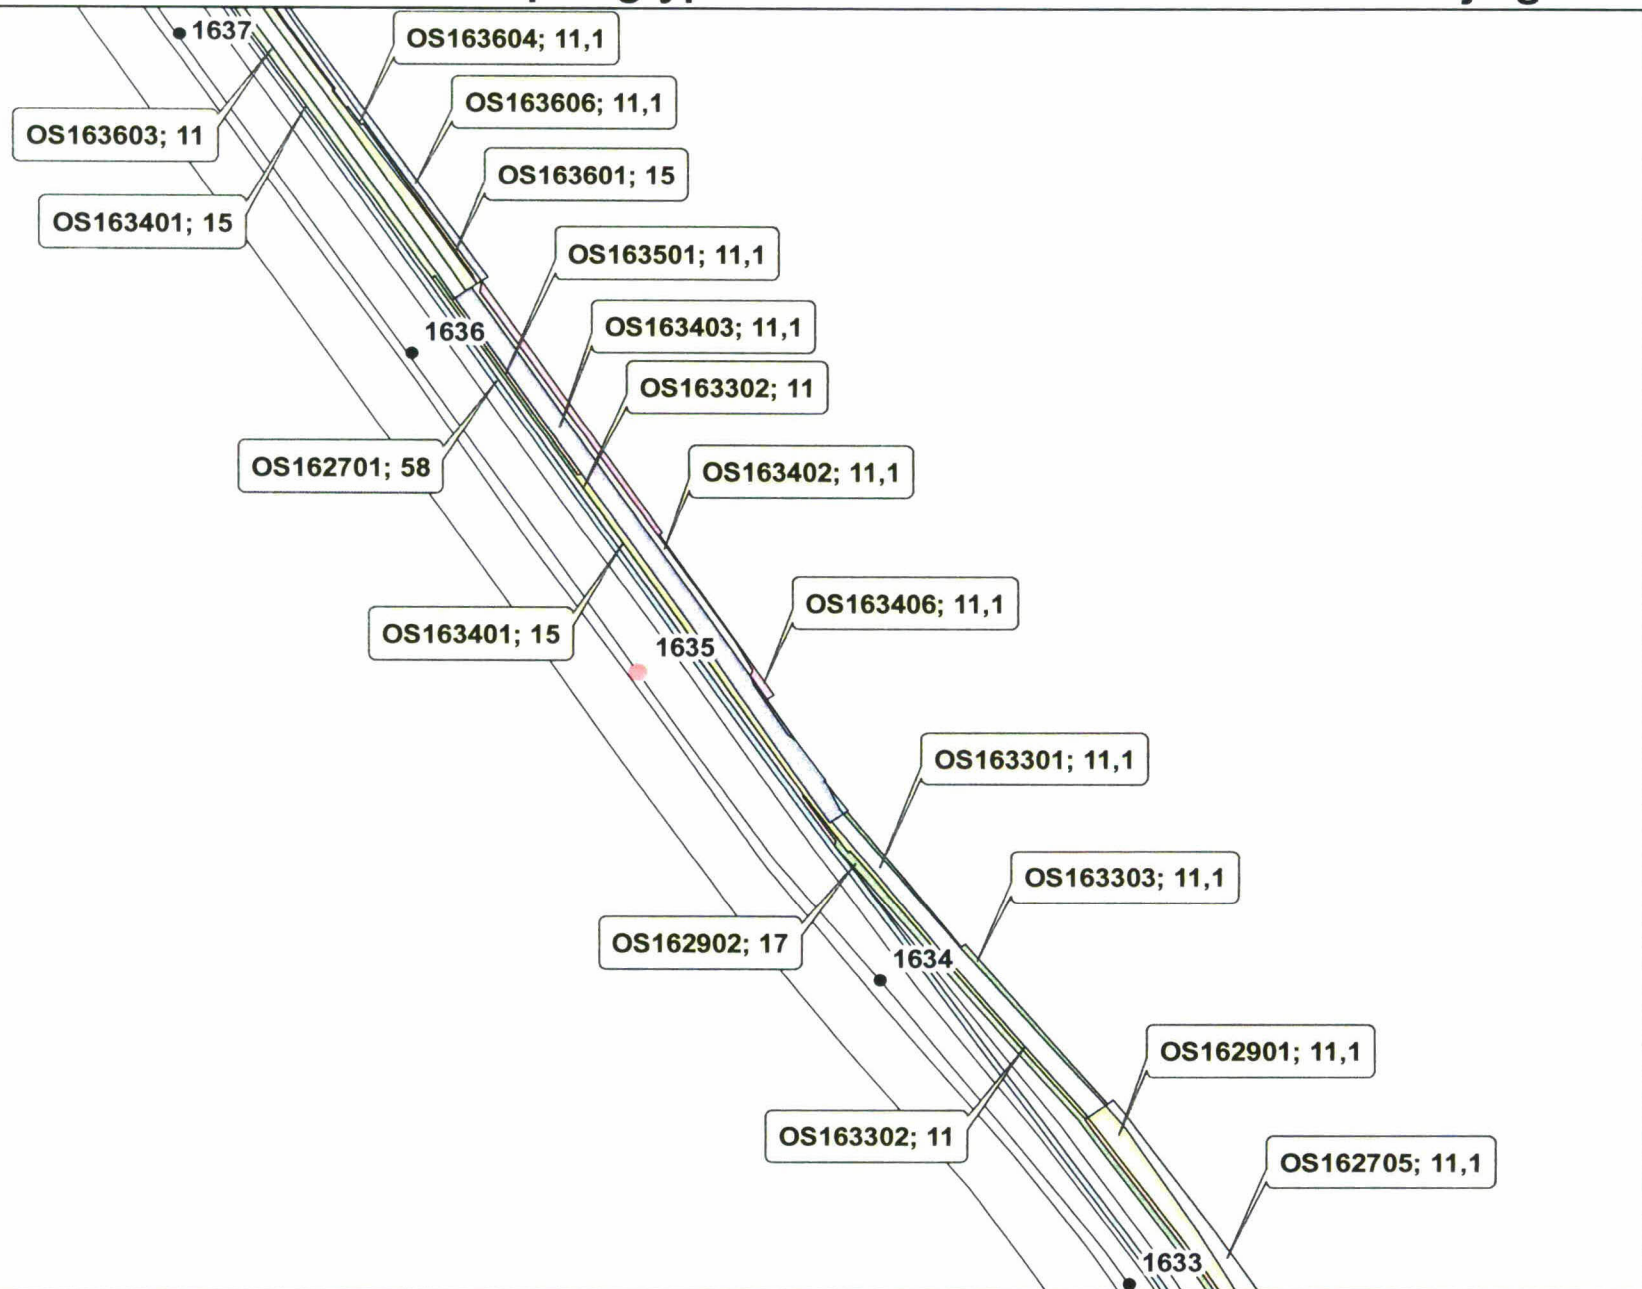 1637
OS163604; 11,1
OS163606; 11,1
OS163603; 11
OS163601; 15
OS163401; 15
OS163501; 11,1
OS163403; 11,1
1636
OS163302; 11
OS162701; 58
OS163402; 11,1
OS163406; 11,1
OS163401; 15
1635
OS163301; 11,1
OS163303; 11,1
OS162902; 17
1634
OS162901; 11,1
OS163302; 11
OS162705; 11,1
1633